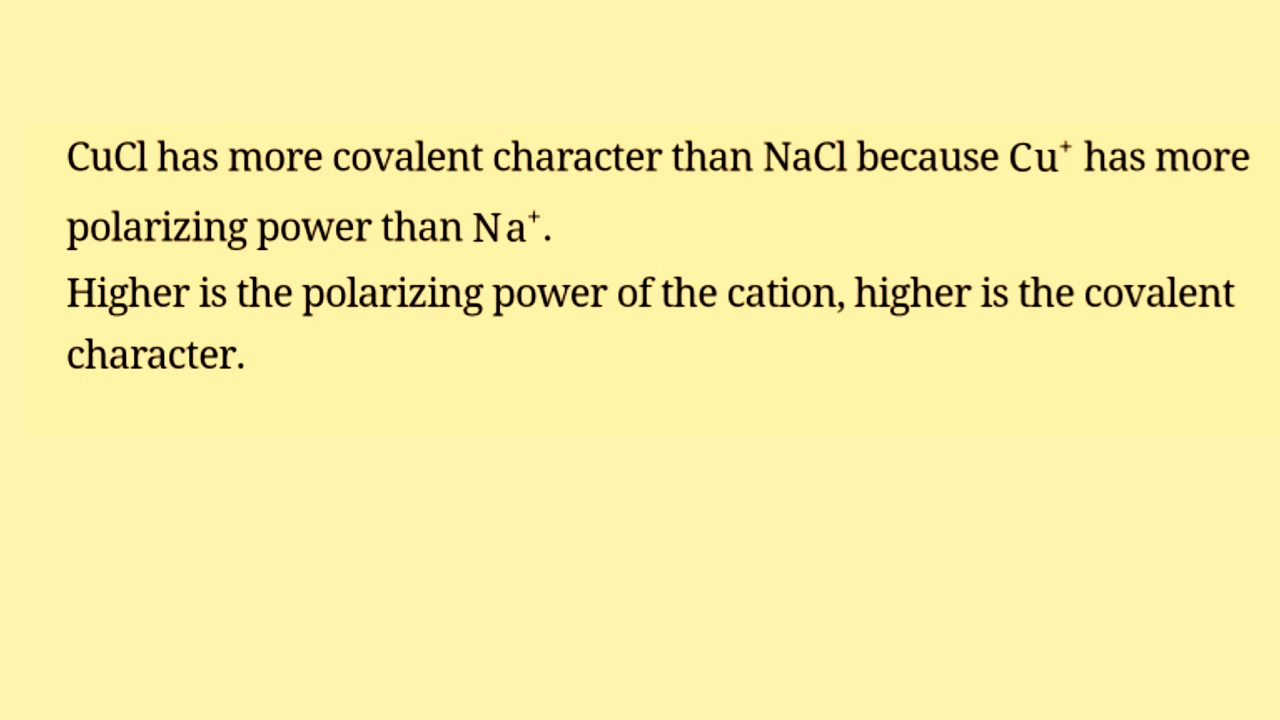 CuCl has more covalent character than NaCl because Cu⁺ has more
polarizing power than Na⁺.
Higher is the polarizing power of the cation, higher is the covalent
character.